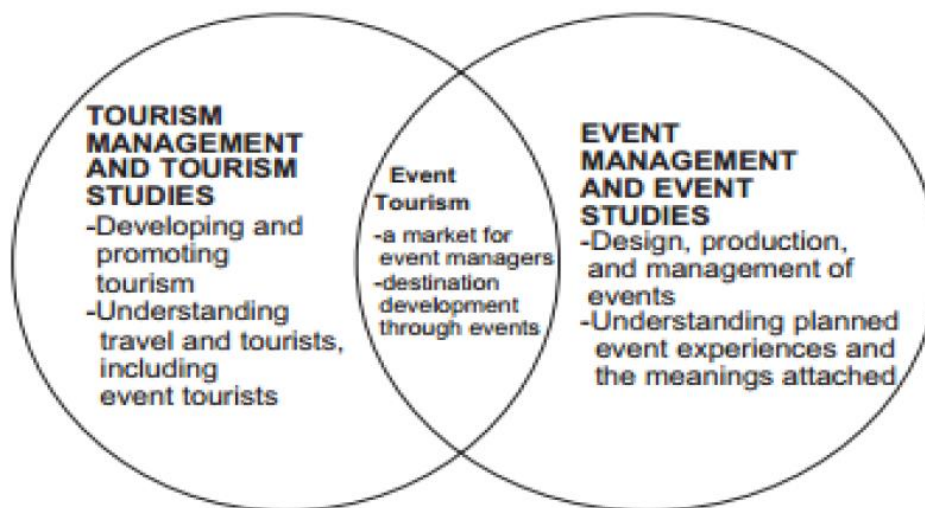 TOURISM
MANAGEMENT
AND TOURISM
STUDIES
-Developing and
promoting
tourism
-Understanding
travel and tourists,
including
event tourists
Event
Tourism
-a market for
event managers
-destination
development
through events
EVENT
MANAGEMENT
AND EVENT
STUDIES
-Design, production,
and management of
events
-Understanding planned
event experiences and
the meanings attached